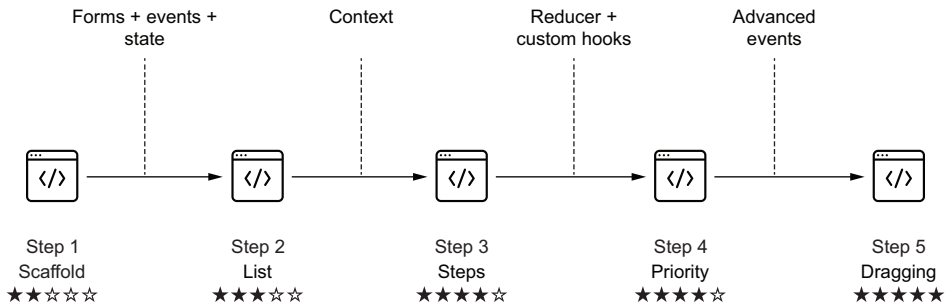 Forms + events +
state
Context
Reducer +
custom hooks
Advanced
events
</>
</>
</>
</>
</>
Step 1
Scaffold
★★☆☆☆
Step 2
List
★★★☆☆
Step 3
Steps
★★★★☆
Step 4
Priority
★★★★☆
Step 5
Dragging
★★★★★